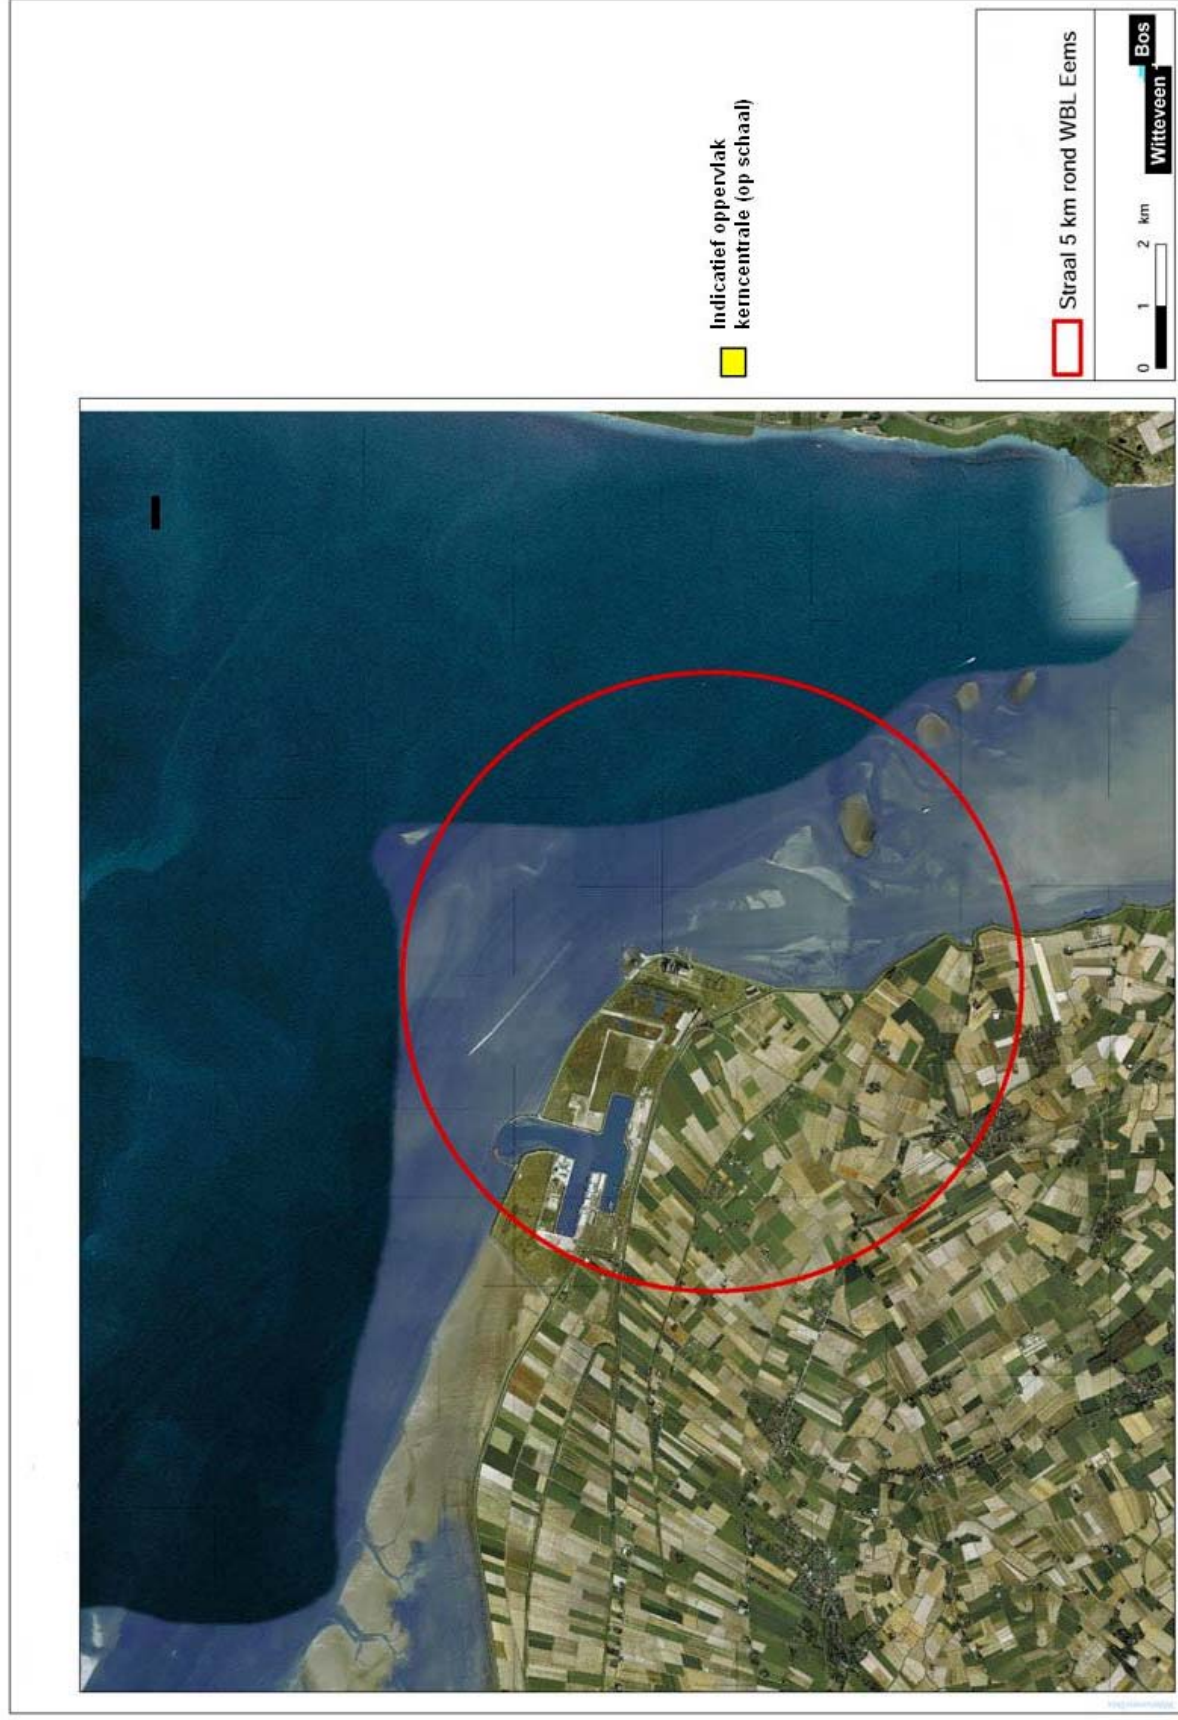 Indicatief oppervlak
kerncentrale (op schaal)
Straal 5 km rond WBL Eems
0 1 2 km
Witteveen
Bos